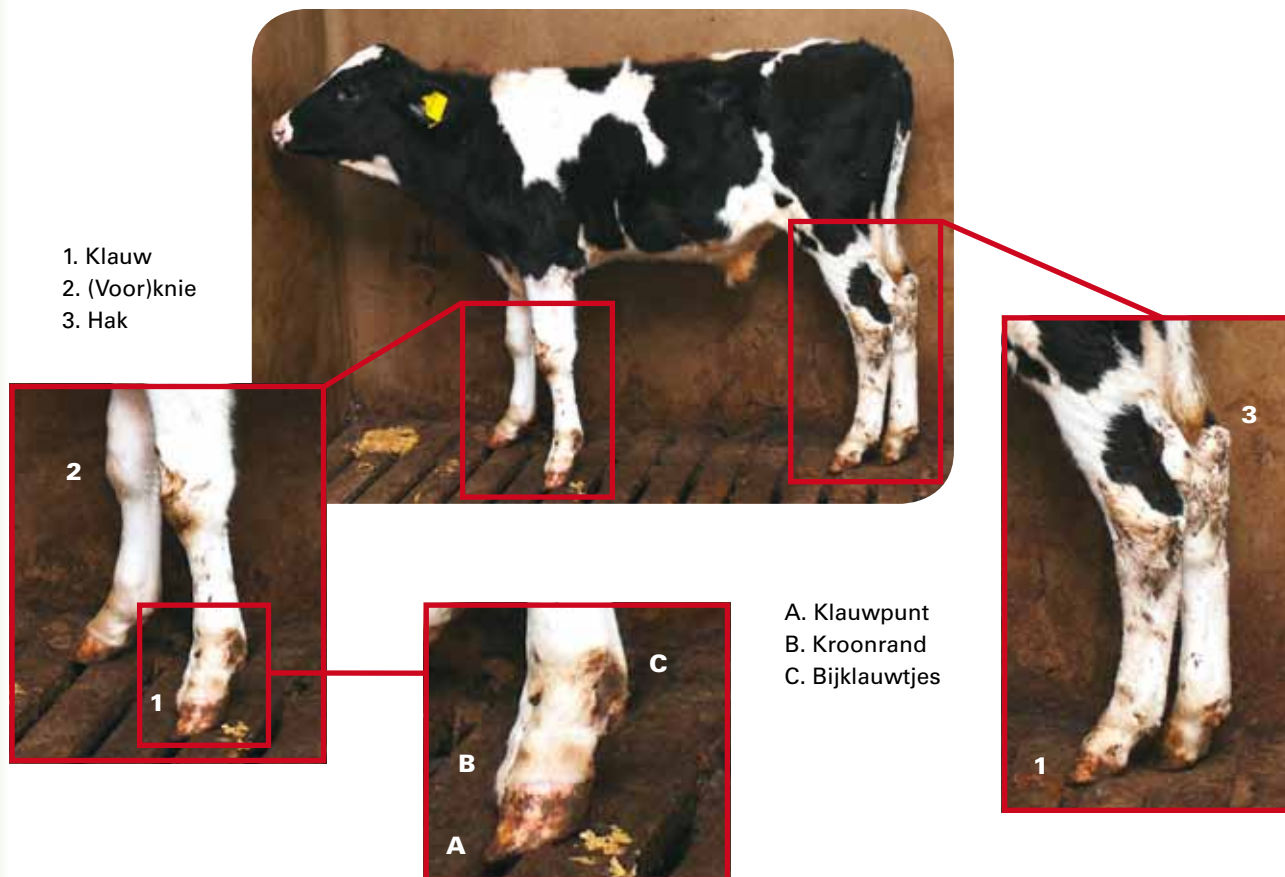 1. Klauw
2. (Voor)knie
3. Hak
2
1
3
1
A. Klauwpunt
B. Kroonrand
C. Bijklauwtjes
C
B
A